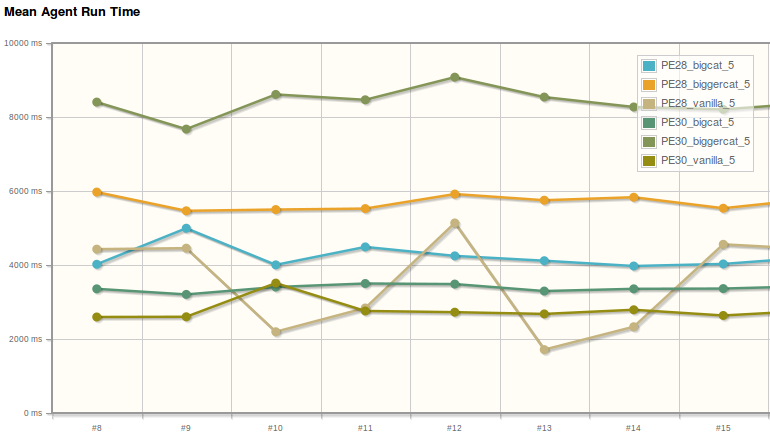 Mean Agent Run Time
10000 ms
8000 ms
6000 ms
4000 ms
2000 ms
0 ms
PE28_bigcat_5
PE28_biggercat_5
PE28_vanilla_5
PE30_bigcat_5
PE30_biggercat_5
PE30_vanilla_5
#8 #9 #10 #11 #12 #13 #14 #15